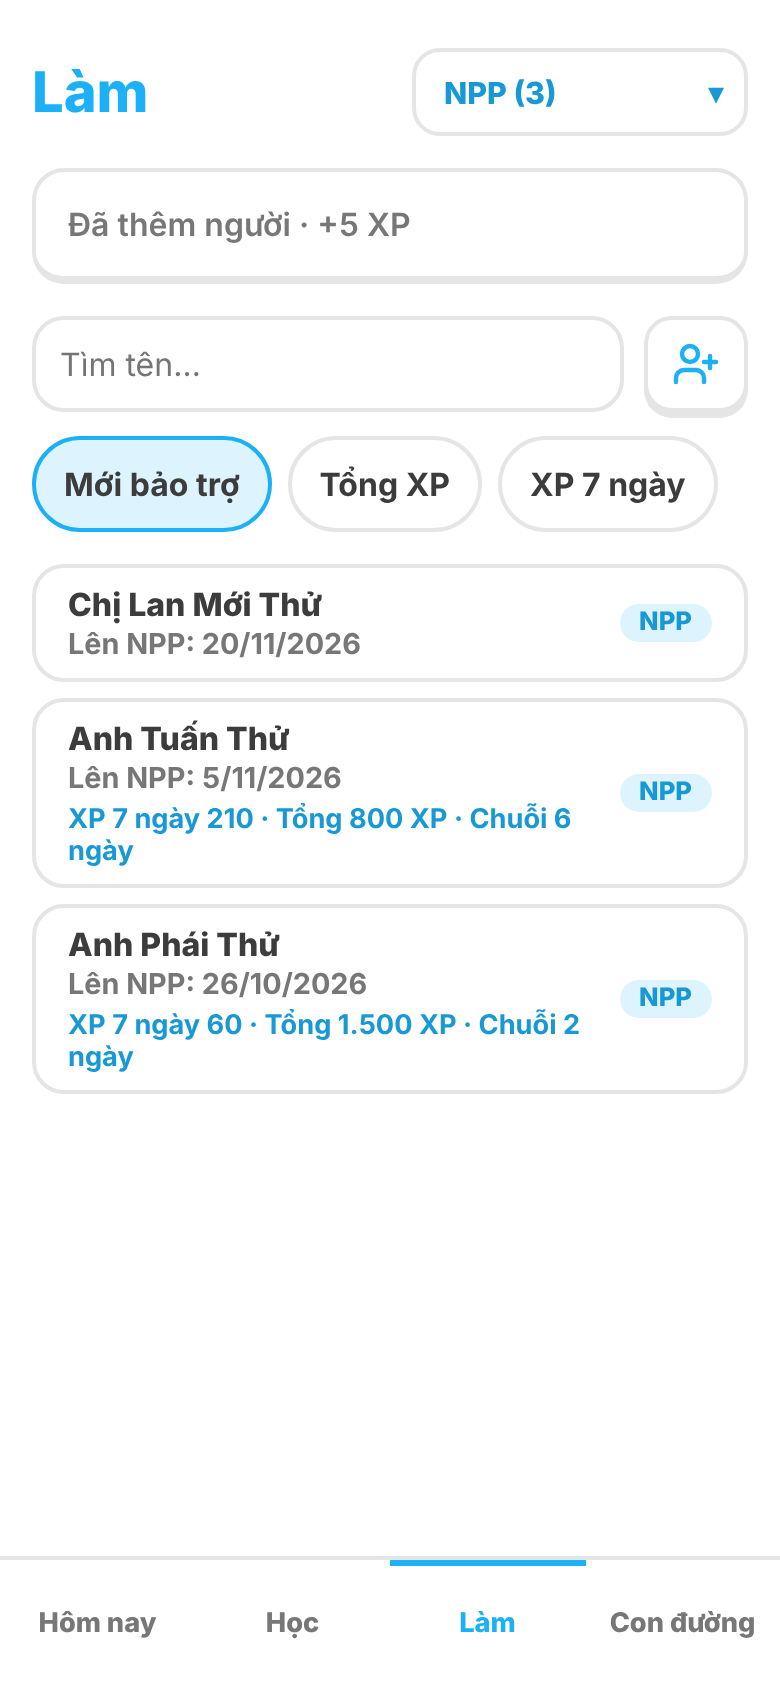 Làm
NPP (3) ▼
Đã thêm người · +5 XP
Tìm tên...
Mới bảo trợ
Tổng XP
XP 7 ngày
Chị Lan Mới Thử
Lên NPP: 20/11/2026
NPP
Anh Tuấn Thử
Lên NPP: 5/11/2026
XP 7 ngày 210 · Tổng 800 XP · Chuỗi 6
ngày
NPP
Anh Phái Thử
Lên NPP: 26/10/2026
XP 7 ngày 60 · Tổng 1.500 XP · Chuỗi 2
ngày
NPP
Hôm nay
Học
Làm
Con đường